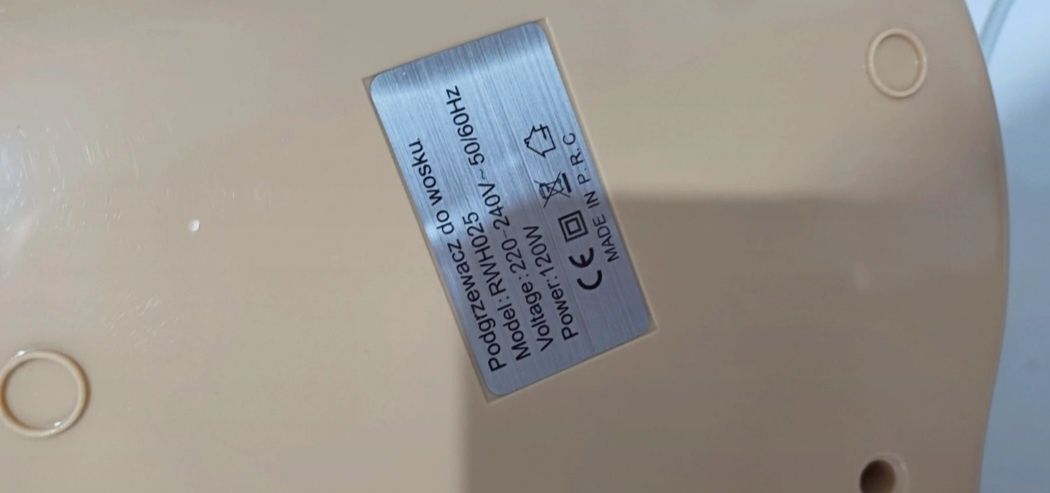 Podgrzewacz do wosku
Model: RWH025
Voltage: 220-240V~ 50/60Hz
Power: 120W
CE
MADE IN P.R.C